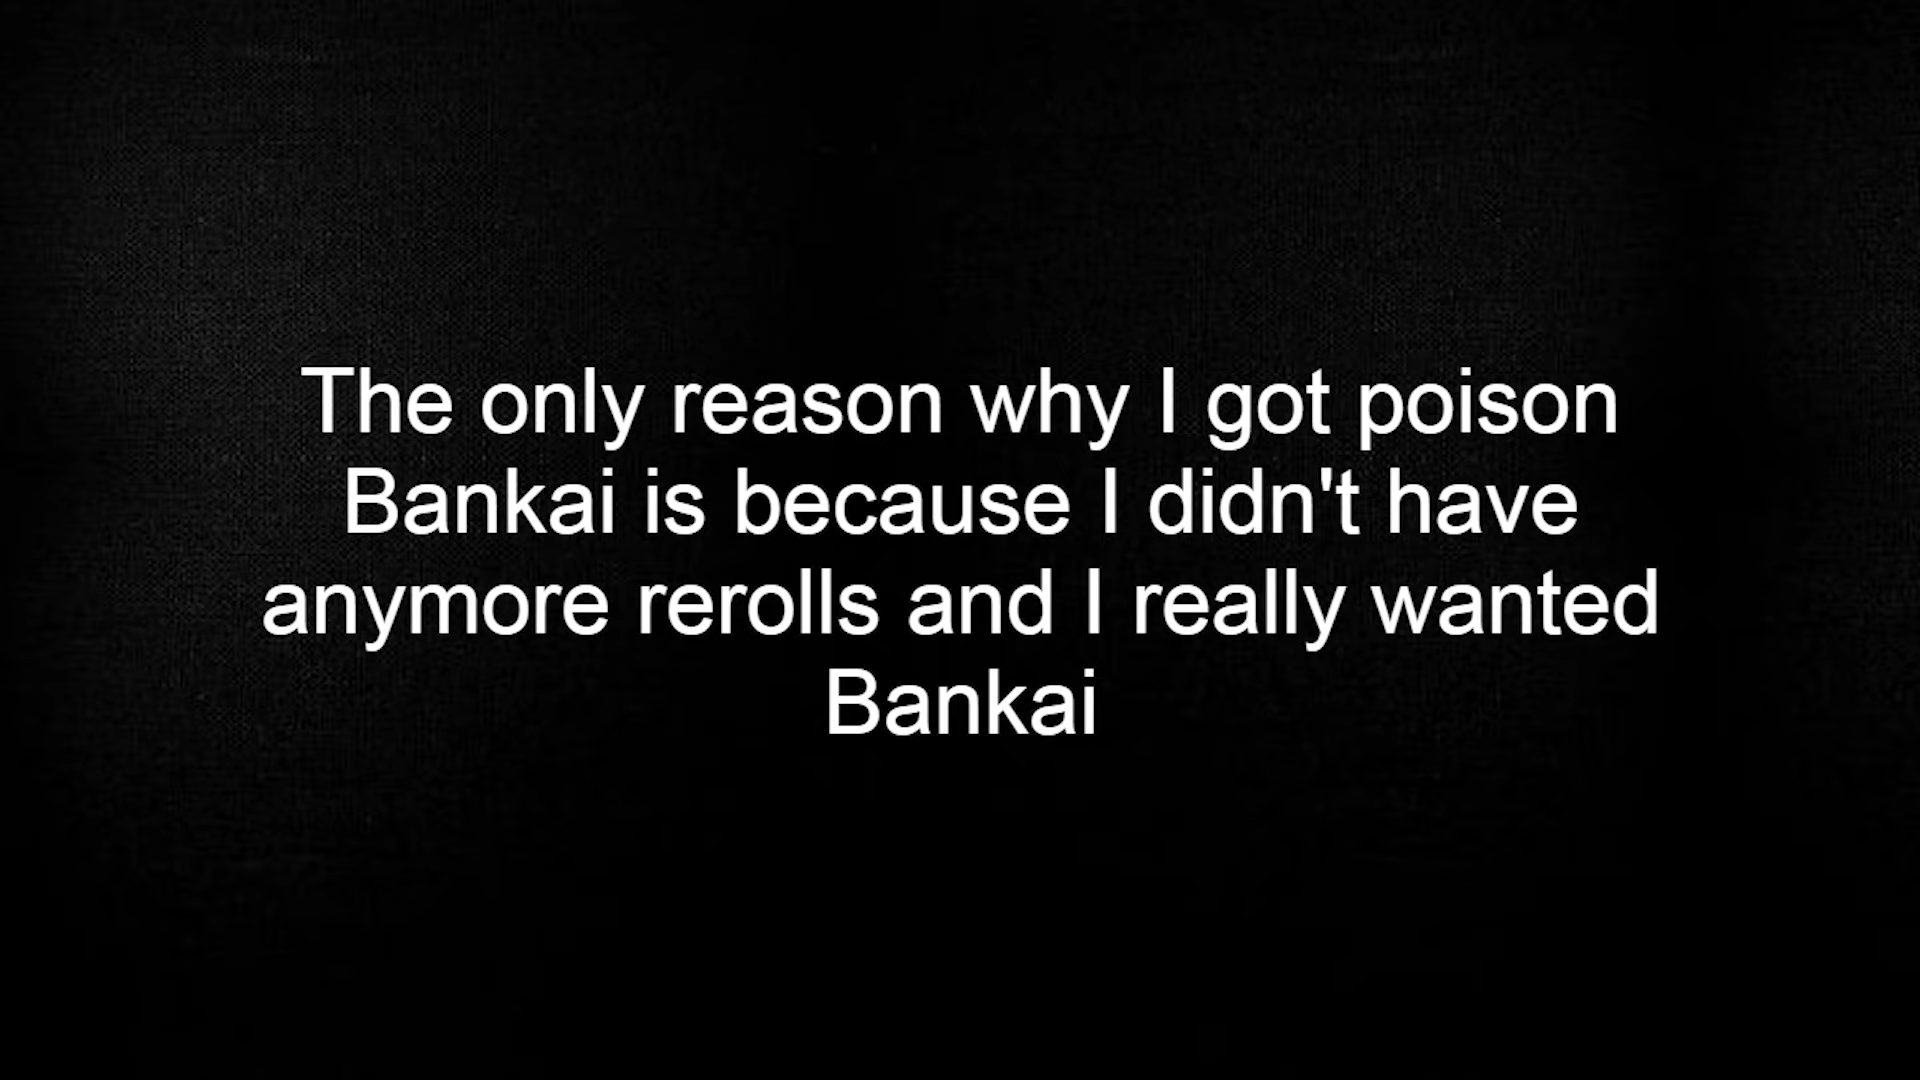 The only reason why I got poison
Bankai is because I didn't have
anymore rerolls and I really wanted
Bankai